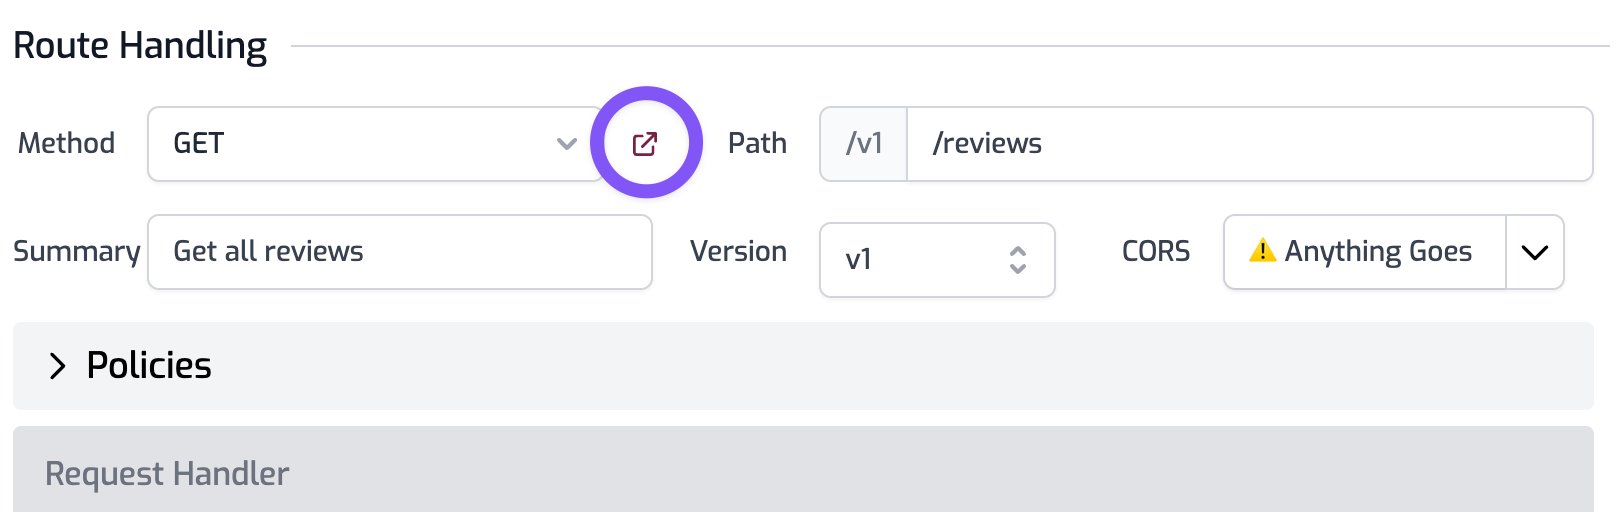 Route Handling
Method GET Path /v1 /reviews
Summary Get all reviews Version v1 CORS ⚠️ Anything Goes
Policies
Request Handler